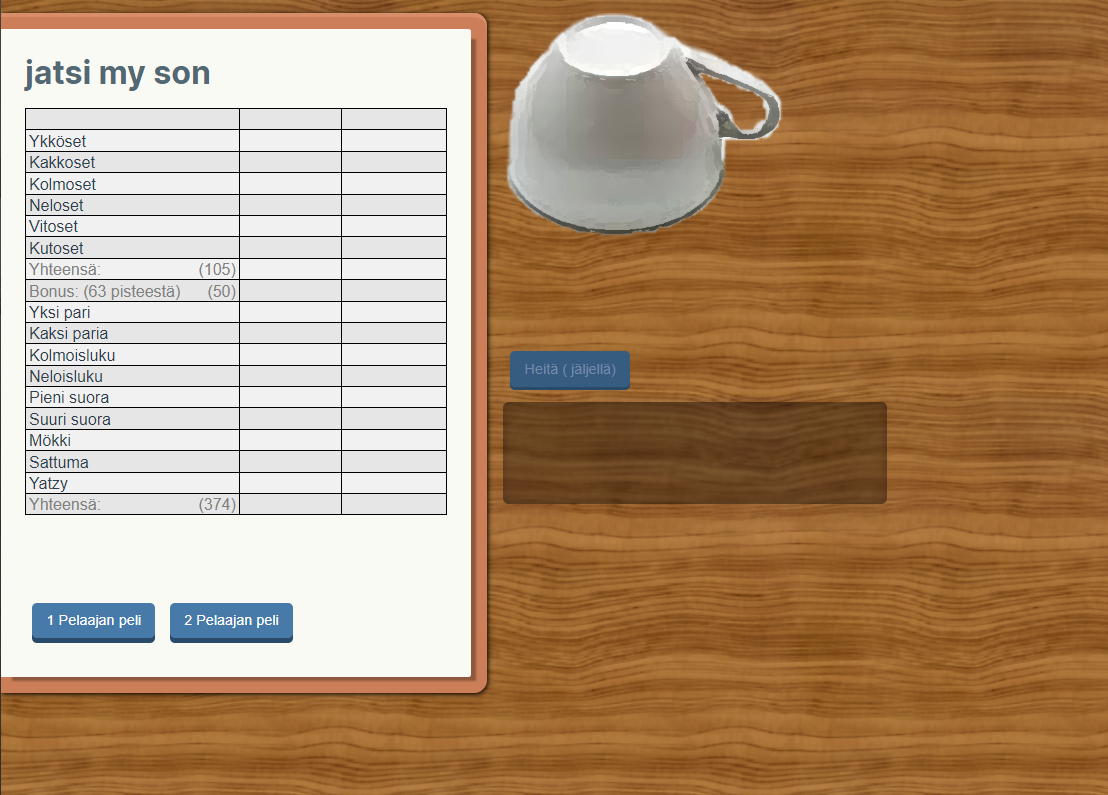 jatsi my son
Ykköset
Kakkoset
Kolmoset
Neloset
Vitoset
Kutoset
Yhteensä: (105)
Bonus: (63 pisteestä) (50)
Yksi pari
Kaksi paria
Kolmoisluku
Neloisluku
Pieni suora
Suuri suora
Mökki
Sattuma
Yatzy
Yhteensä: (374)
1 Pelaajan peli 2 Pelaajan peli
Heitä ( jäljellä)